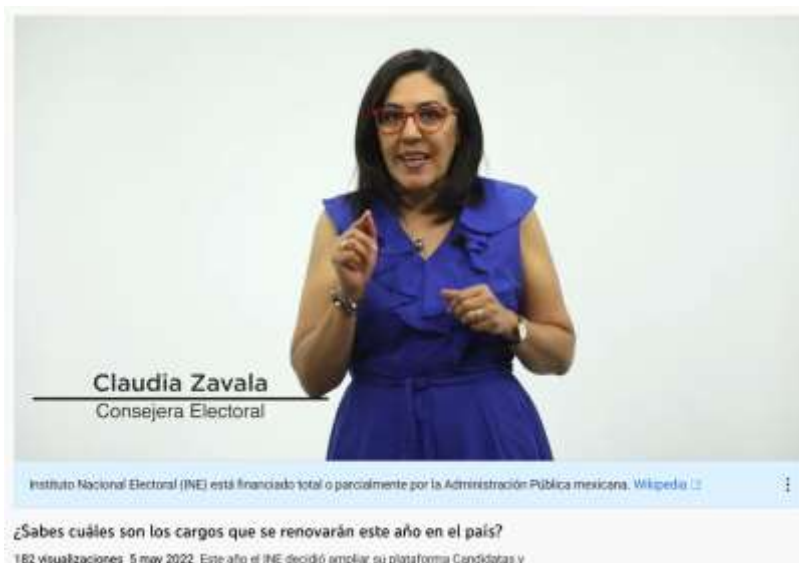 Claudia Zavala
Consejera Electoral
Instituto Nacional Electoral (INE) está financiado total o parcialmente por la Administración Pública mexicana. Wikipedia
¿Sabes cuáles son los cargos que se renovarán este año en el país?
182 visualizaciones 5 may 2022 Este año el INE decidió ampliar su plataforma Candidatas y